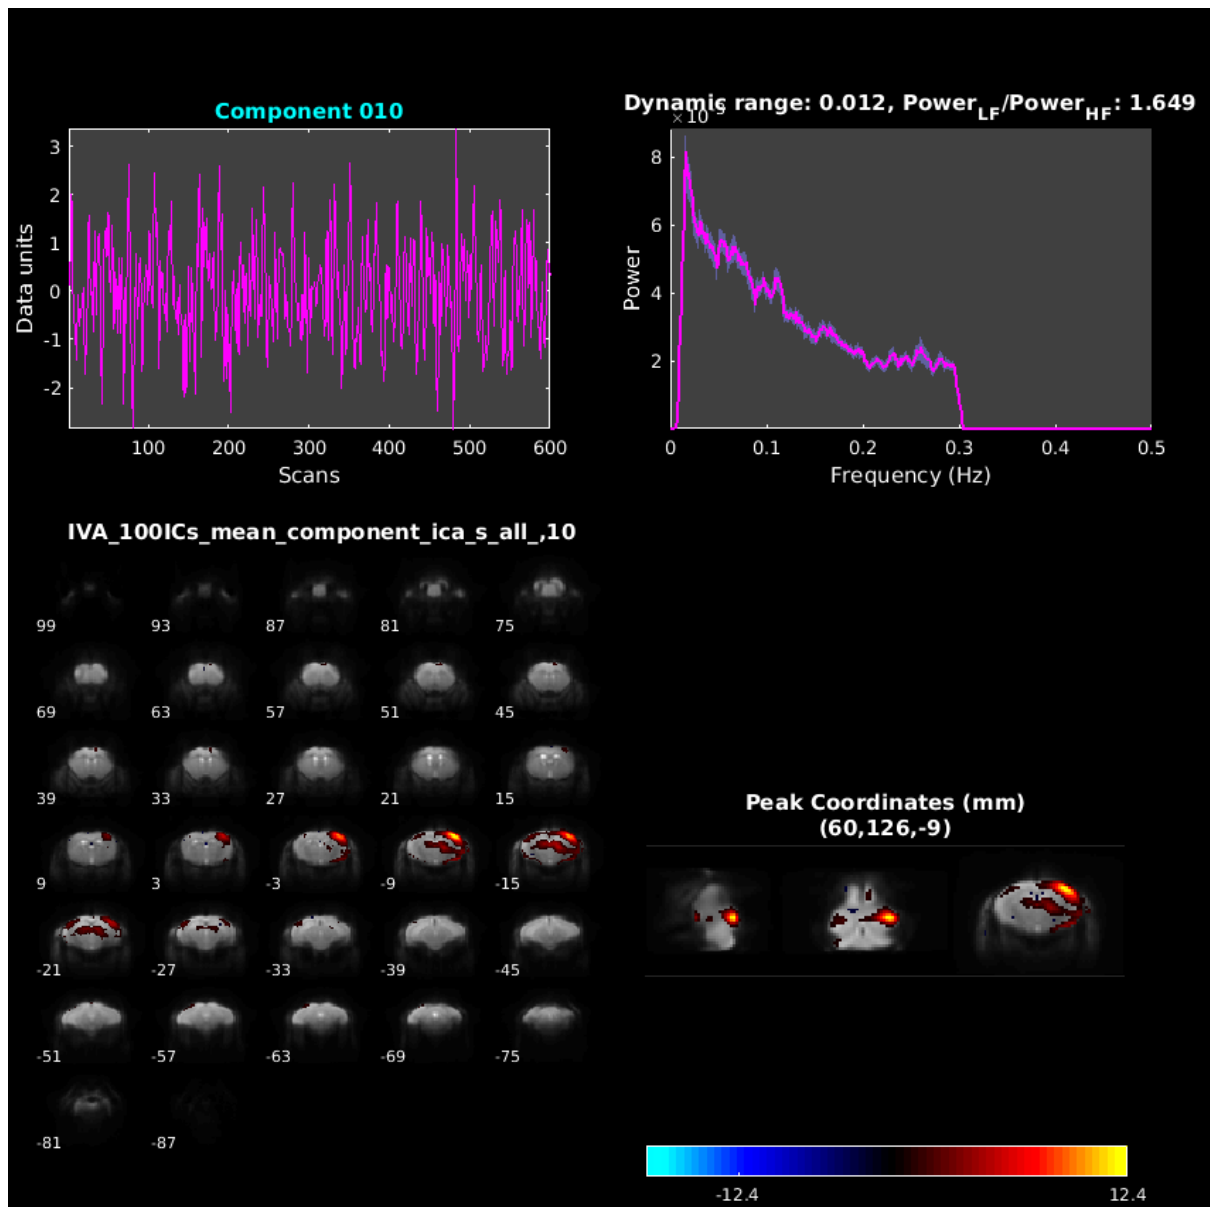 Component 010
3
2
1
0
-1
-2
Data units
100 200 300 400 500 600
Scans
Dynamic range: 0.012, Power_LF/Power_HF: 1.649
8
6
4
2
Power
0 0.1 0.2 0.3 0.4 0.5
Frequency (Hz)
IVA_100ICs_mean_component_ica_s_all_,10
99 93 87 81 75
69 63 57 51 45
39 33 27 21 15
9 3 -3 -9 -15
-21 -27 -33 -39 -45
-51 -57 -63 -69 -75
-81 -87
Peak Coordinates (mm)
(60,126,-9)
-12.4 12.4